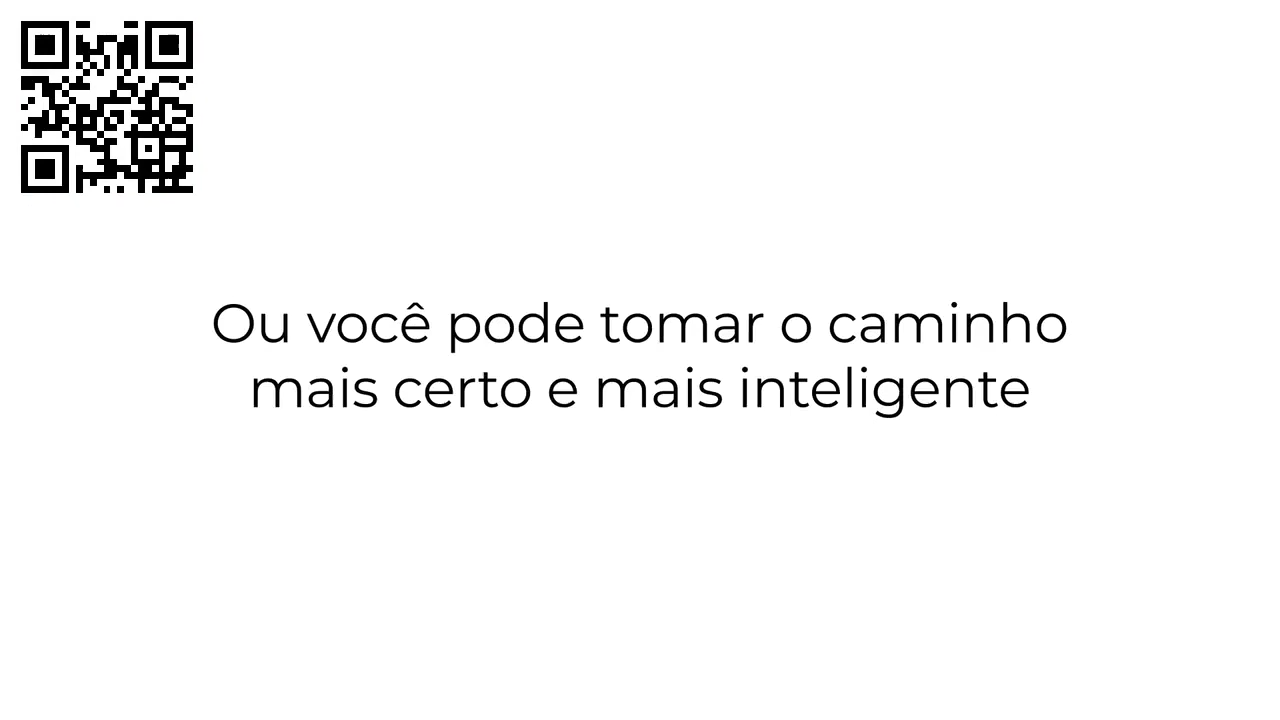 Ou você pode tomar o caminho
mais certo e mais inteligente